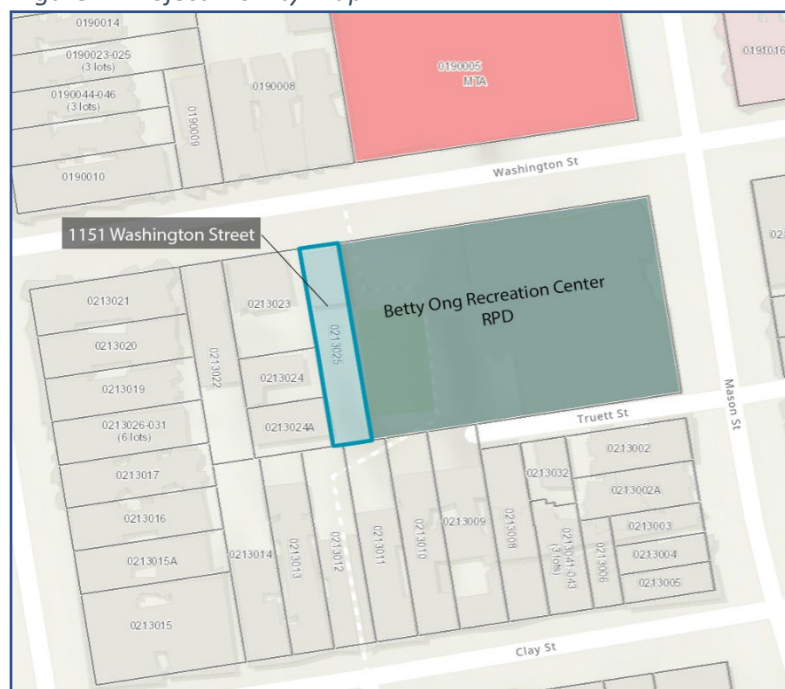 0190014
0190023-025
(3 lots)
0190044-046
(3 lots)
0190009
0190010
0190008
0190005
MTA
Washington St
1151 Washington Street
0213021
0213020
0213019
0213026-031
(6 lots)
0213017
0213016
0213015A
0213015
0213022
0213023
0213024
0213024A
0213025
Betty Ong Recreation Center
RPD
Mason St
Truett St
0213014
0213013
0213012
0213011
0213010
0213009
0213008
0213032
0213041-043
(3 lots)
0213006
0213002
0213002A
0213003
0213004
0213005
Clay St